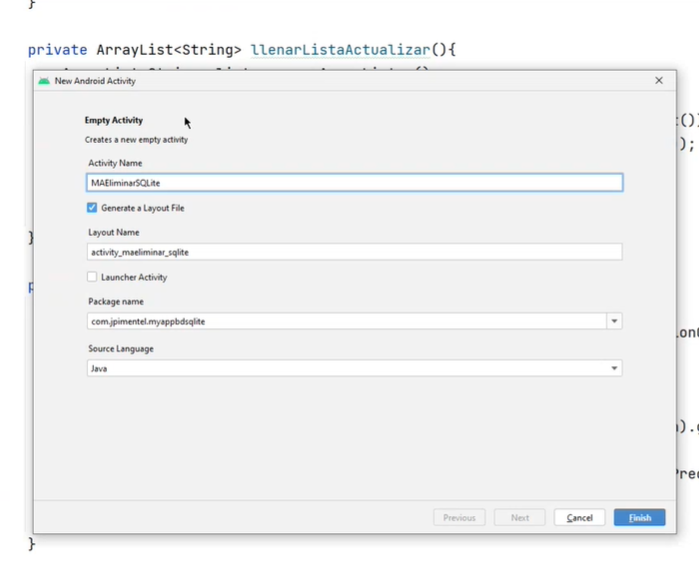 }
private ArrayList<String> llenarListaActualizar(){
New Android Activity
Empty Activity
Creates a new empty activity
Activity Name
MAEliminarSQLite
Generate a Layout File
Layout Name
activity_maeliminar_sqlite
Launcher Activity
Package name
com.jpimentel.myappbdsqlite
Source Language
Java
Previous Next Cancel Finish
}